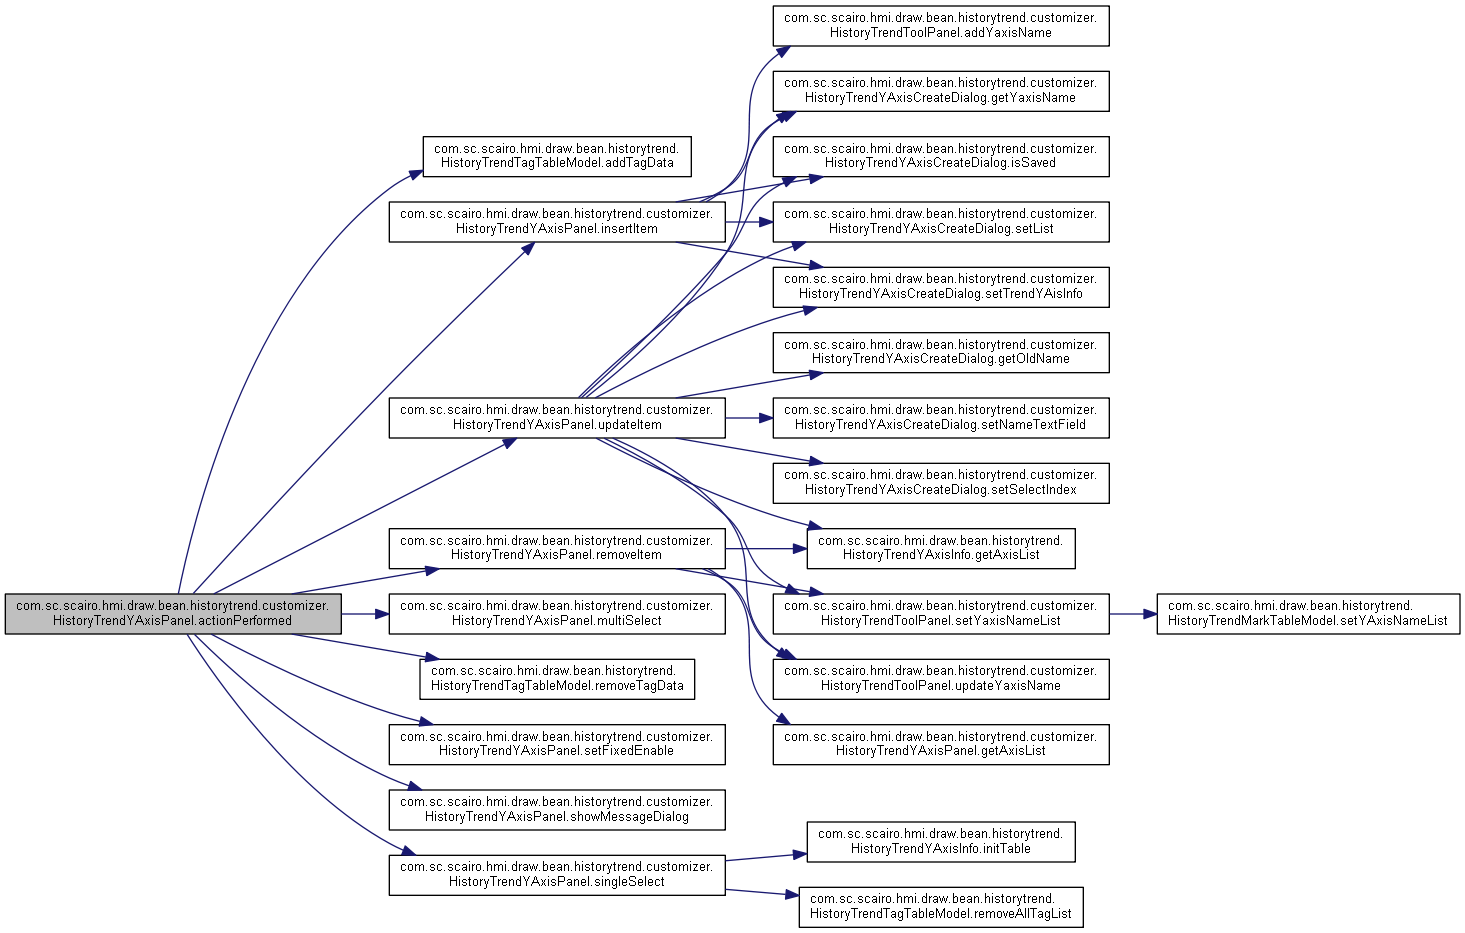 com.sc.scairo.hmi.draw.bean.historytrend.customizer.
HistoryTrendYAxisPanel.actionPerformed
com.sc.scairo.hmi.draw.bean.historytrend.
HistoryTrendTagTableModel.addTagData
com.sc.scairo.hmi.draw.bean.historytrend.customizer.
HistoryTrendYAxisPanel.insertItem
com.sc.scairo.hmi.draw.bean.historytrend.customizer.
HistoryTrendYAxisPanel.updateItem
com.sc.scairo.hmi.draw.bean.historytrend.customizer.
HistoryTrendYAxisPanel.removeItem
com.sc.scairo.hmi.draw.bean.historytrend.customizer.
HistoryTrendYAxisPanel.multiSelect
com.sc.scairo.hmi.draw.bean.historytrend.
HistoryTrendTagTableModel.removeTagData
com.sc.scairo.hmi.draw.bean.historytrend.customizer.
HistoryTrendYAxisPanel.setFixedEnable
com.sc.scairo.hmi.draw.bean.historytrend.customizer.
HistoryTrendYAxisPanel.showMessageDialog
com.sc.scairo.hmi.draw.bean.historytrend.customizer.
HistoryTrendYAxisPanel.singleSelect
com.sc.scairo.hmi.draw.bean.historytrend.customizer.
HistoryTrendToolPanel.addYaxisName
com.sc.scairo.hmi.draw.bean.historytrend.customizer.
HistoryTrendYAxisCreateDialog.getYaxisName
com.sc.scairo.hmi.draw.bean.historytrend.customizer.
HistoryTrendYAxisCreateDialog.isSaved
com.sc.scairo.hmi.draw.bean.historytrend.customizer.
HistoryTrendYAxisCreateDialog.setList
com.sc.scairo.hmi.draw.bean.historytrend.customizer.
HistoryTrendYAxisCreateDialog.setTrendYAisInfo
com.sc.scairo.hmi.draw.bean.historytrend.customizer.
HistoryTrendYAxisCreateDialog.getOldName
com.sc.scairo.hmi.draw.bean.historytrend.customizer.
HistoryTrendYAxisCreateDialog.setNameTextField
com.sc.scairo.hmi.draw.bean.historytrend.customizer.
HistoryTrendYAxisCreateDialog.setSelectIndex
com.sc.scairo.hmi.draw.bean.historytrend.
HistoryTrendYAxisInfo.getAxisList
com.sc.scairo.hmi.draw.bean.historytrend.customizer.
HistoryTrendToolPanel.setYaxisNameList
com.sc.scairo.hmi.draw.bean.historytrend.customizer.
HistoryTrendToolPanel.updateYaxisName
com.sc.scairo.hmi.draw.bean.historytrend.customizer.
HistoryTrendYAxisPanel.getAxisList
com.sc.scairo.hmi.draw.bean.historytrend.
HistoryTrendYAxisInfo.initTable
com.sc.scairo.hmi.draw.bean.historytrend.
HistoryTrendTagTableModel.removeAllTagList
com.sc.scairo.hmi.draw.bean.historytrend.
HistoryTrendMarkTableModel.setYAxisNameList